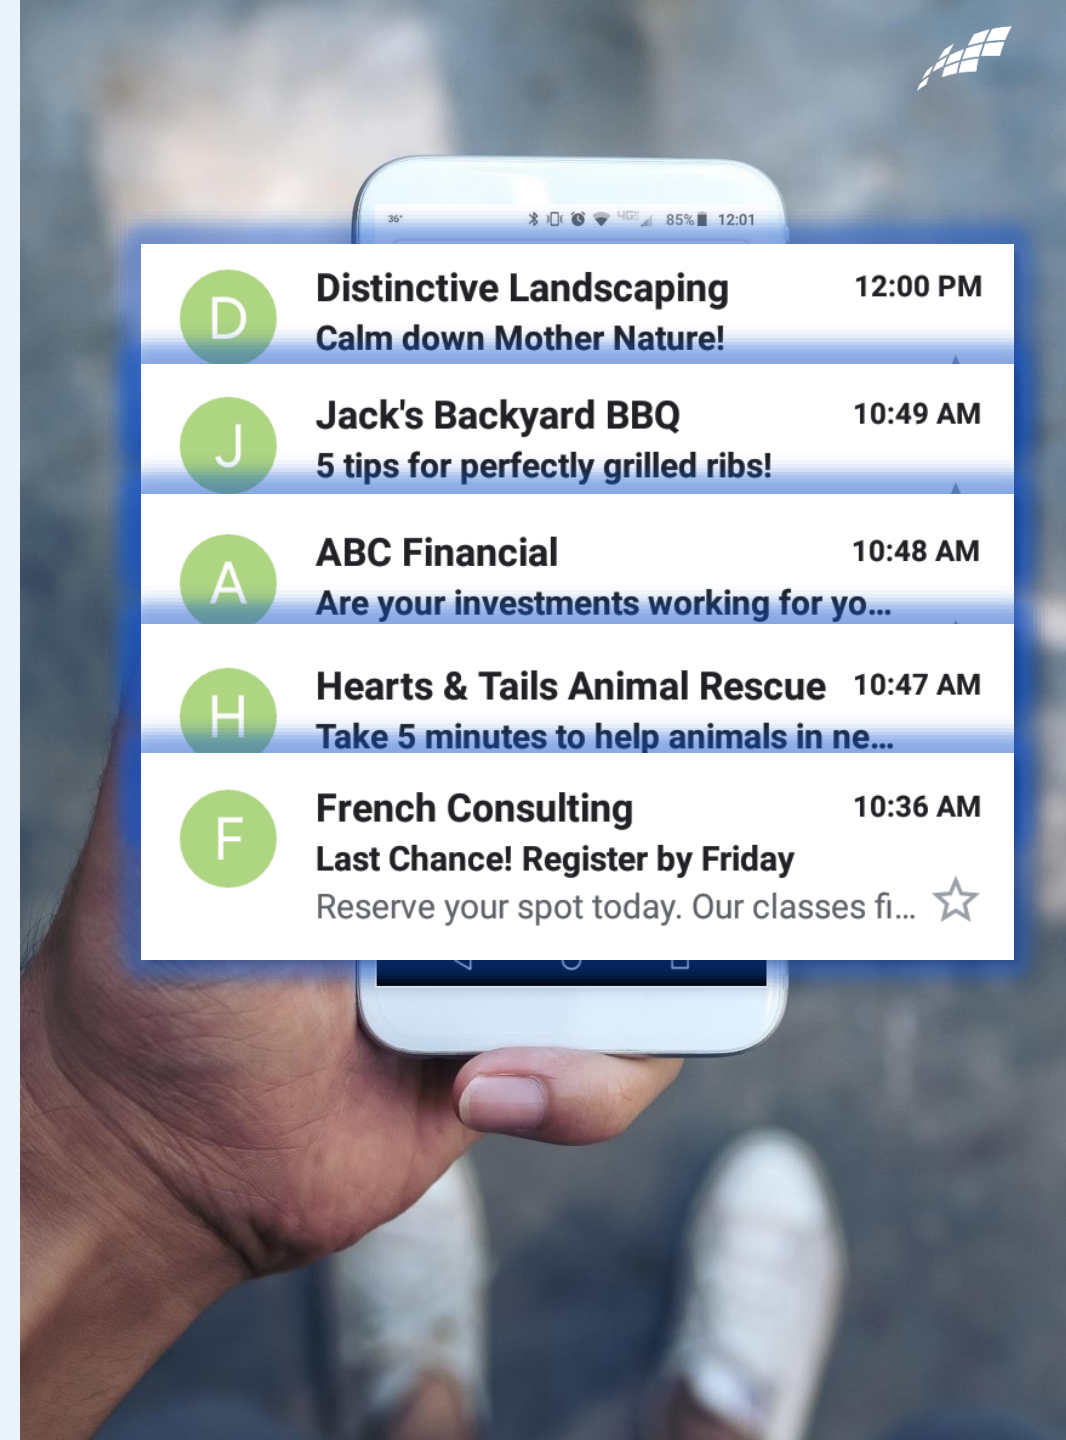 36°
4GE 85% 12:01
D
Distinctive Landscaping 12:00 PM
Calm down Mother Nature!
J
Jack's Backyard BBQ 10:49 AM
5 tips for perfectly grilled ribs!
A
ABC Financial 10:48 AM
Are your investments working for yo...
H
Hearts & Tails Animal Rescue 10:47 AM
Take 5 minutes to help animals in ne...
F
French Consulting 10:36 AM
Last Chance! Register by Friday
Reserve your spot today. Our classes fi...